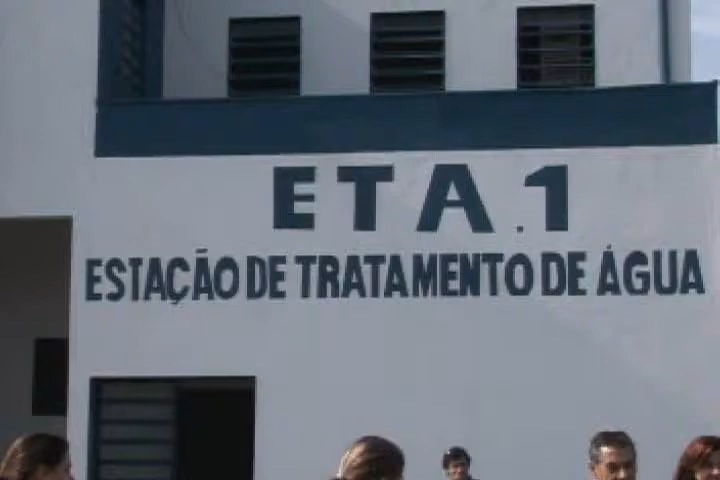 ETA.1
ESTAÇÃO DE TRATAMENTO DE ÁGUA